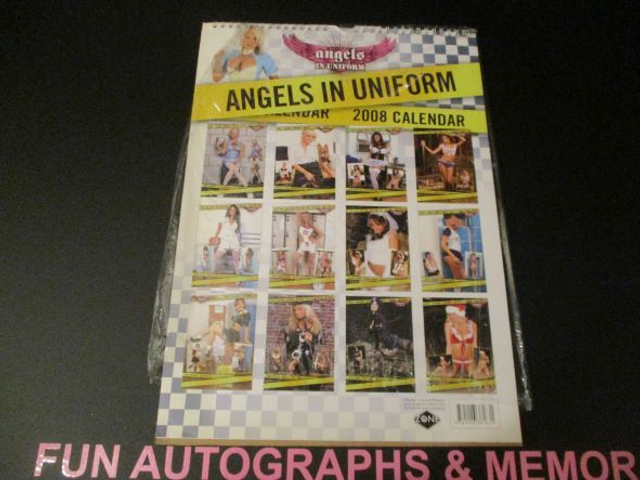 angels
IN UNIFORM
ANGELS IN UNIFORM
CALENDAR 2008 CALENDAR
ZONE
FUN AUTOGRAPHS & MEMOR